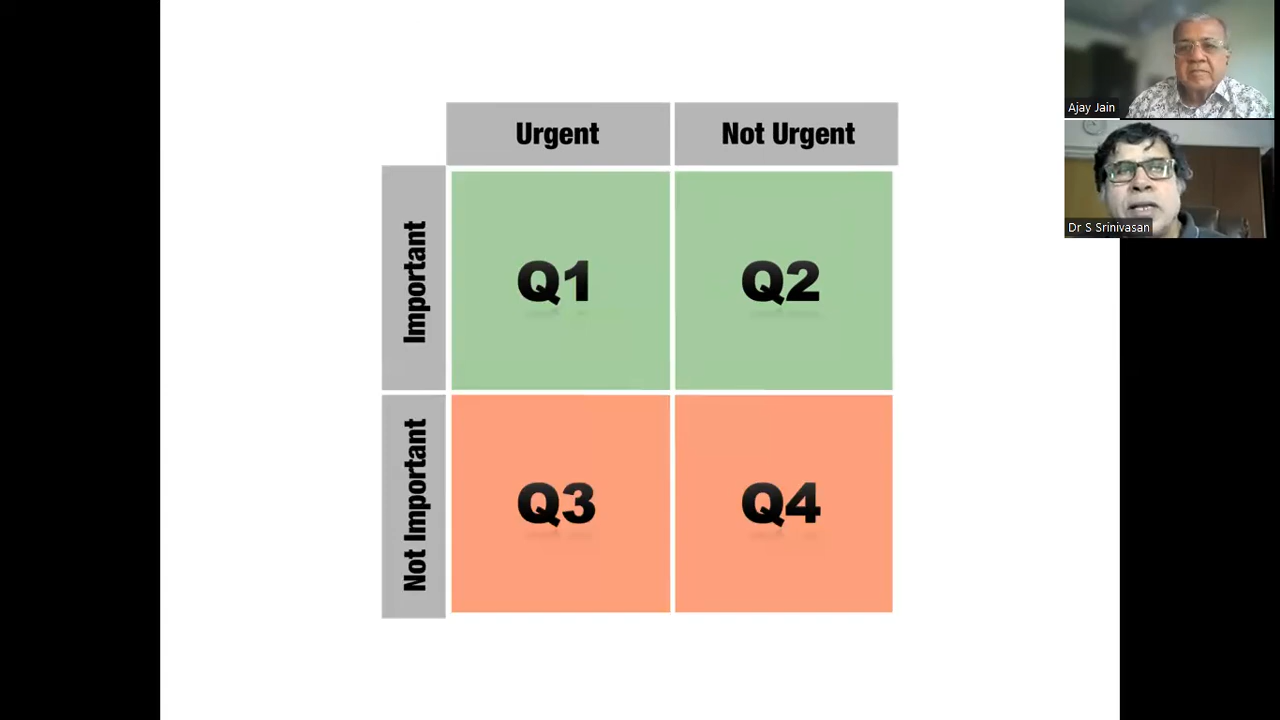 Urgent
Not Urgent
Important
Q1
Q2
Not Important
Q3
Q4
Ajay Jain
Dr S Srinivasan